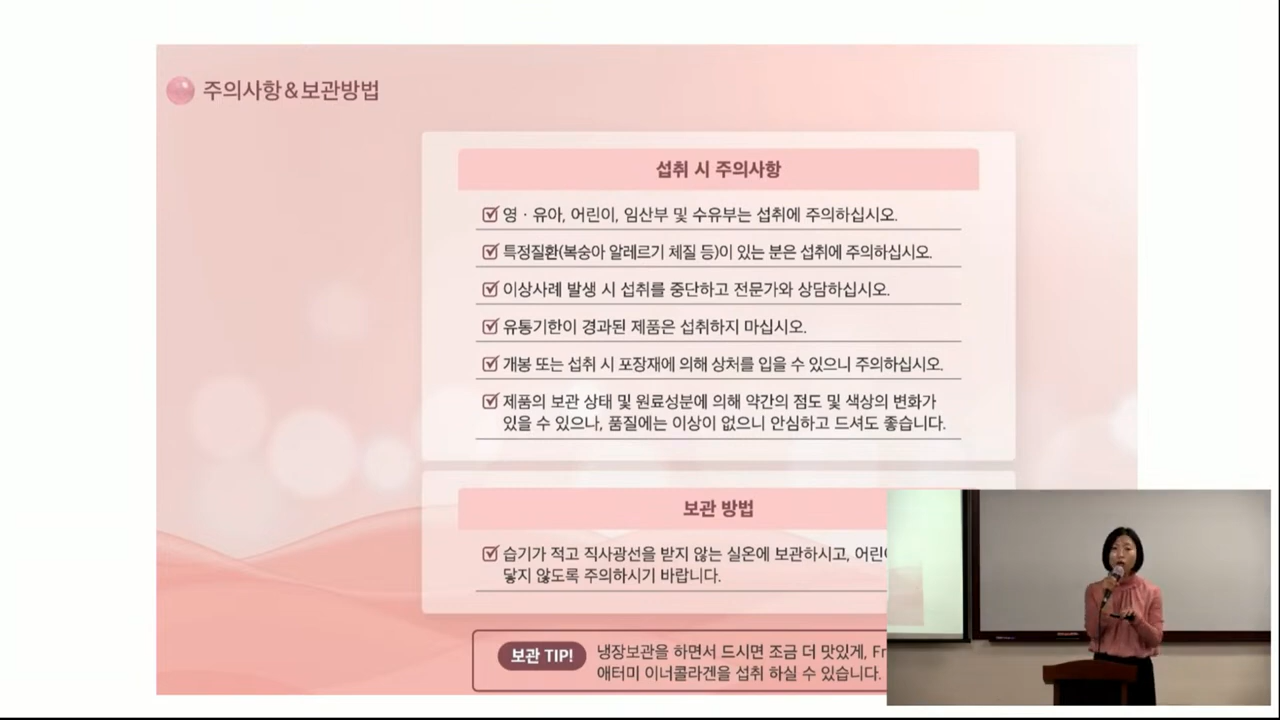 주의사항&보관방법
섭취 시 주의사항
영·유아, 어린이, 임산부 및 수유부는 섭취에 주의하십시오.
특정질환(복숭아 알레르기 체질 등)이 있는 분은 섭취에 주의하십시오.
이상사례 발생 시 섭취를 중단하고 전문가와 상담하십시오.
유통기한이 경과된 제품은 섭취하지 마십시오.
개봉 또는 섭취 시 포장재에 의해 상처를 입을 수 있으니 주의하십시오.
제품의 보관 상태 및 원료성분에 의해 약간의 점도 및 색상의 변화가
있을 수 있으나, 품질에는 이상이 없으니 안심하고 드셔도 좋습니다.
보관 방법
습기가 적고 직사광선을 받지 않는 실온에 보관하시고,
닿지 않도록 주의하시기 바랍니다.
보관 TIP!
냉장보관을 하면서 드시면 조금 더 맛있게,
애터미 이너콜라겐을 섭취 하실 수 있습니다.